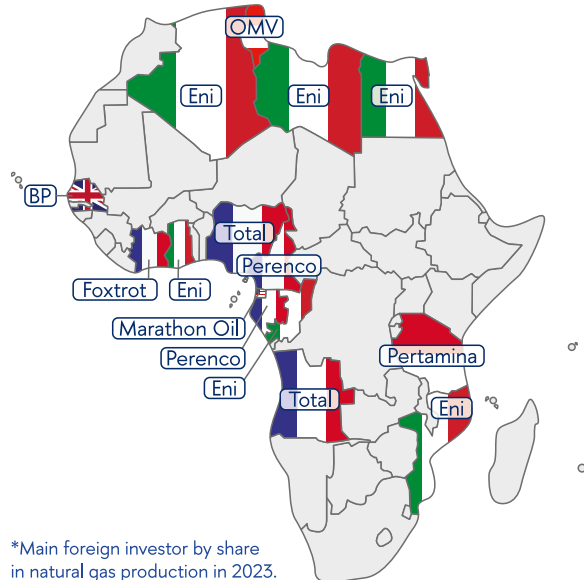 OMV
Eni
Eni
Eni
BP
Total
Perenco
Foxtrot
Eni
Marathon Oil
Perenco
Eni
Pertamina
Total
Eni
*Main foreign investor by share
in natural gas production in 2023.